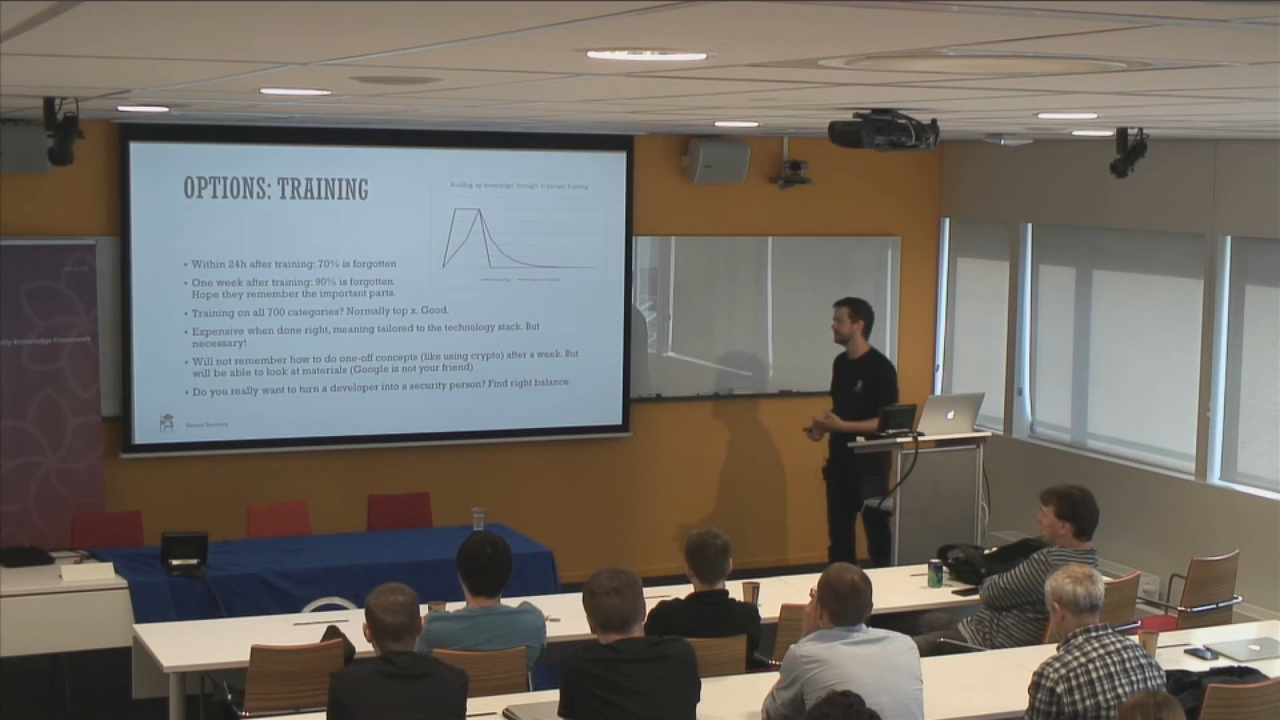 OPTIONS: TRAINING
Building up knowledge through in-person training
• Within 24h after training: 70% is forgotten
• One week after training: 90% is forgotten.
Hope they remember the important parts.
• Training on all 700 categories? Normally top x. Good.
• Expensive when done right, meaning tailored to the technology stack. But
necessary!
• Will not remember how to do one-off concepts (like using crypto) after a week. But
will be able to look at materials (Google is not your friend)
• Do you really want to turn a developer into a security person? Find right balance.
Knowledge Framework